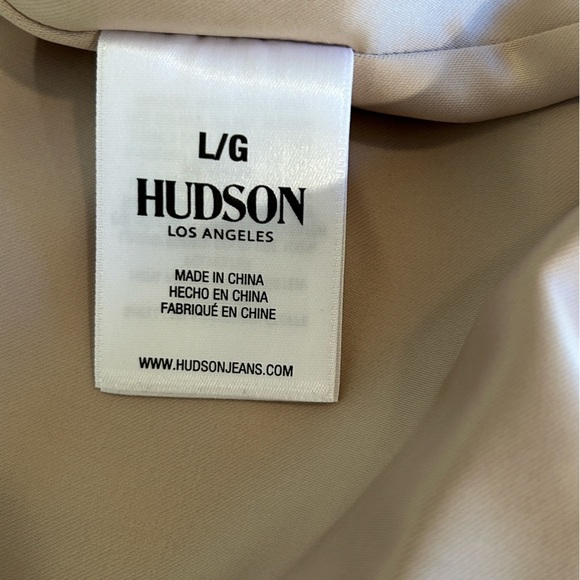 L/G
HUDSON
LOS ANGELES
MADE IN CHINA
HECHO EN CHINA
FABRIQUÉ EN CHINE
WWW.HUDSONJEANS.COM